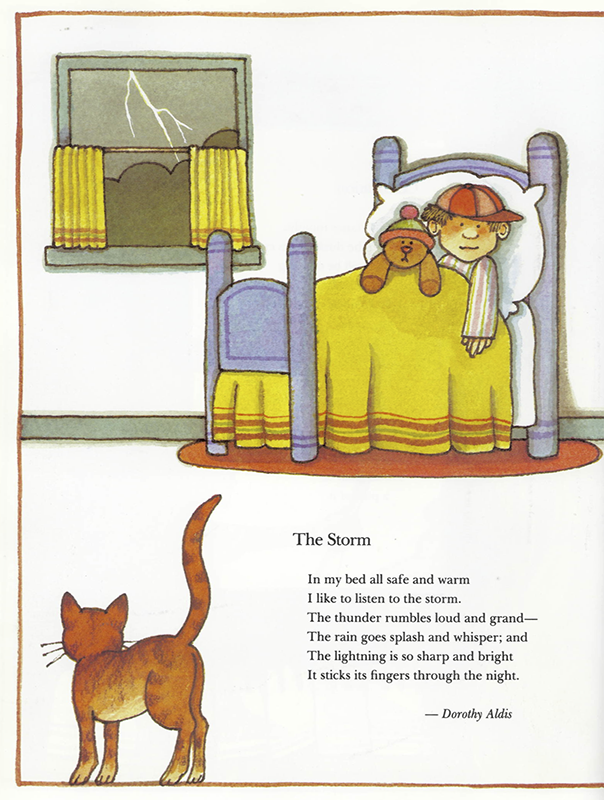 The Storm
In my bed all safe and warm
I like to listen to the storm.
The thunder rumbles loud and grand—
The rain goes splash and whisper; and
The lightning is so sharp and bright
It sticks its fingers through the night.
— Dorothy Aldis